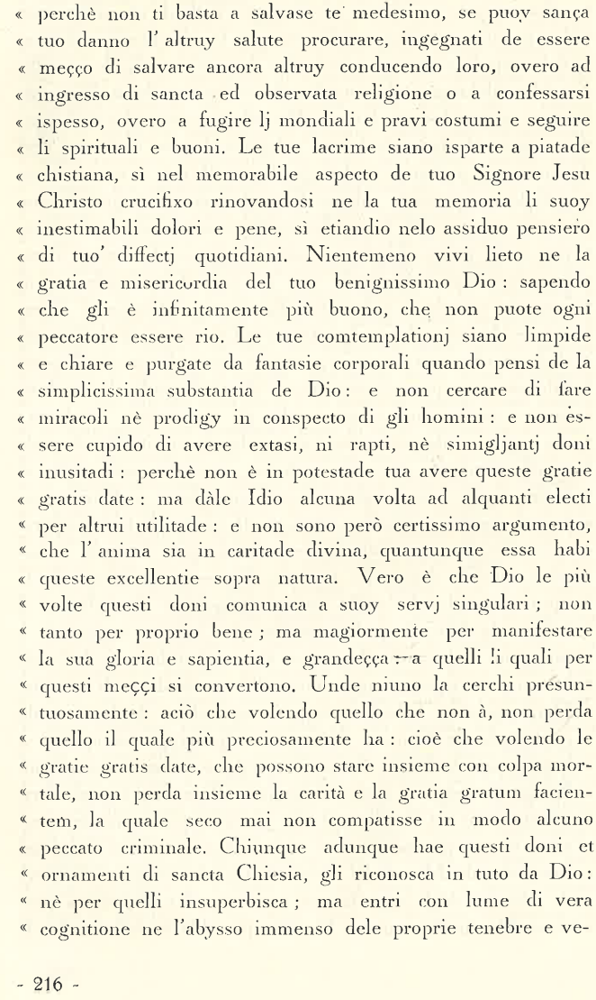 « perchè non ti basta a salvase te medesimo, se puoy sança
« tuo danno l' altruy salute procurare, ingegnati de essere
« meççо di salvare ancora altruy conducendo loro, overo ad
« ingresso di sancta ed observata religione o a confessarsi
« ispesso, overo a fugire lj mondiali e pravi costumi e seguire
« li spirituali e buoni. Le tue lacrime siano isparte a piatade
« chistiana, sì nel memorabile aspecto de tuo Signore Jesu
« Christo crucifixo rinovandosi ne la tua memoria li suoy
« inestimabili dolori e pene, sì etiandio nelo assiduo pensiero
« di tuo' diffectj quotidiani. Nientemeno vivi lieto ne la
« gratia e misericordia del tuo benignissimo Dio : sapendo
« che gli è infinitamente più buono, che non puote ogni
« peccatore essere rio. Le tue comtemplationj siano limpide
« e chiare e purgate da fantasie corporali quando pensi de la
« simplicissima substantia de Dio : e non cercare di fare
« miracoli nè prodigy in conspecto di gli homini : e non es-
« sere cupido di avere extasi, ni rapti, nè simigljantj doni
« inusitadi : perchè non è in potestade tua avere queste gratie
« gratis date : ma dàle Idio alcuna volta ad alquanti electi
« per altrui utilitade : e non sono però certissimo argumento,
« che l' anima sia in caritade divina, quantunque essa habi
« queste excellentie sopra natura. Vero è che Dio le più
« volte questi doni comunica a suoy servj singulari ; non
« tanto per proprio bene ; ma magiormente per manifestare
« la sua gloria e sapientia, e grandeçça — a quelli li quali per
« questi meççi si convertono. Unde niuno la cerchi presun-
« tuosamente : aciò che volendo quello che non à, non perda
« quello il quale più preciosamente ha : cioè che volendo le
« gratie gratis date, che possono stare insieme con colpa mor-
« tale, non perda insieme la carità e la gratia gratum facien-
« tem, la quale seco mai non compatisse in modo alcuno
« peccato criminale. Chiunque adunque hae questi doni et
« ornamenti di sancta Chiesia, gli riconosca in tuto da Dio :
« nè per quelli insuperbisca ; ma entri con lume di vera
« cognitione ne l'abysso immenso dele proprie tenebre e ve-
- 216 -